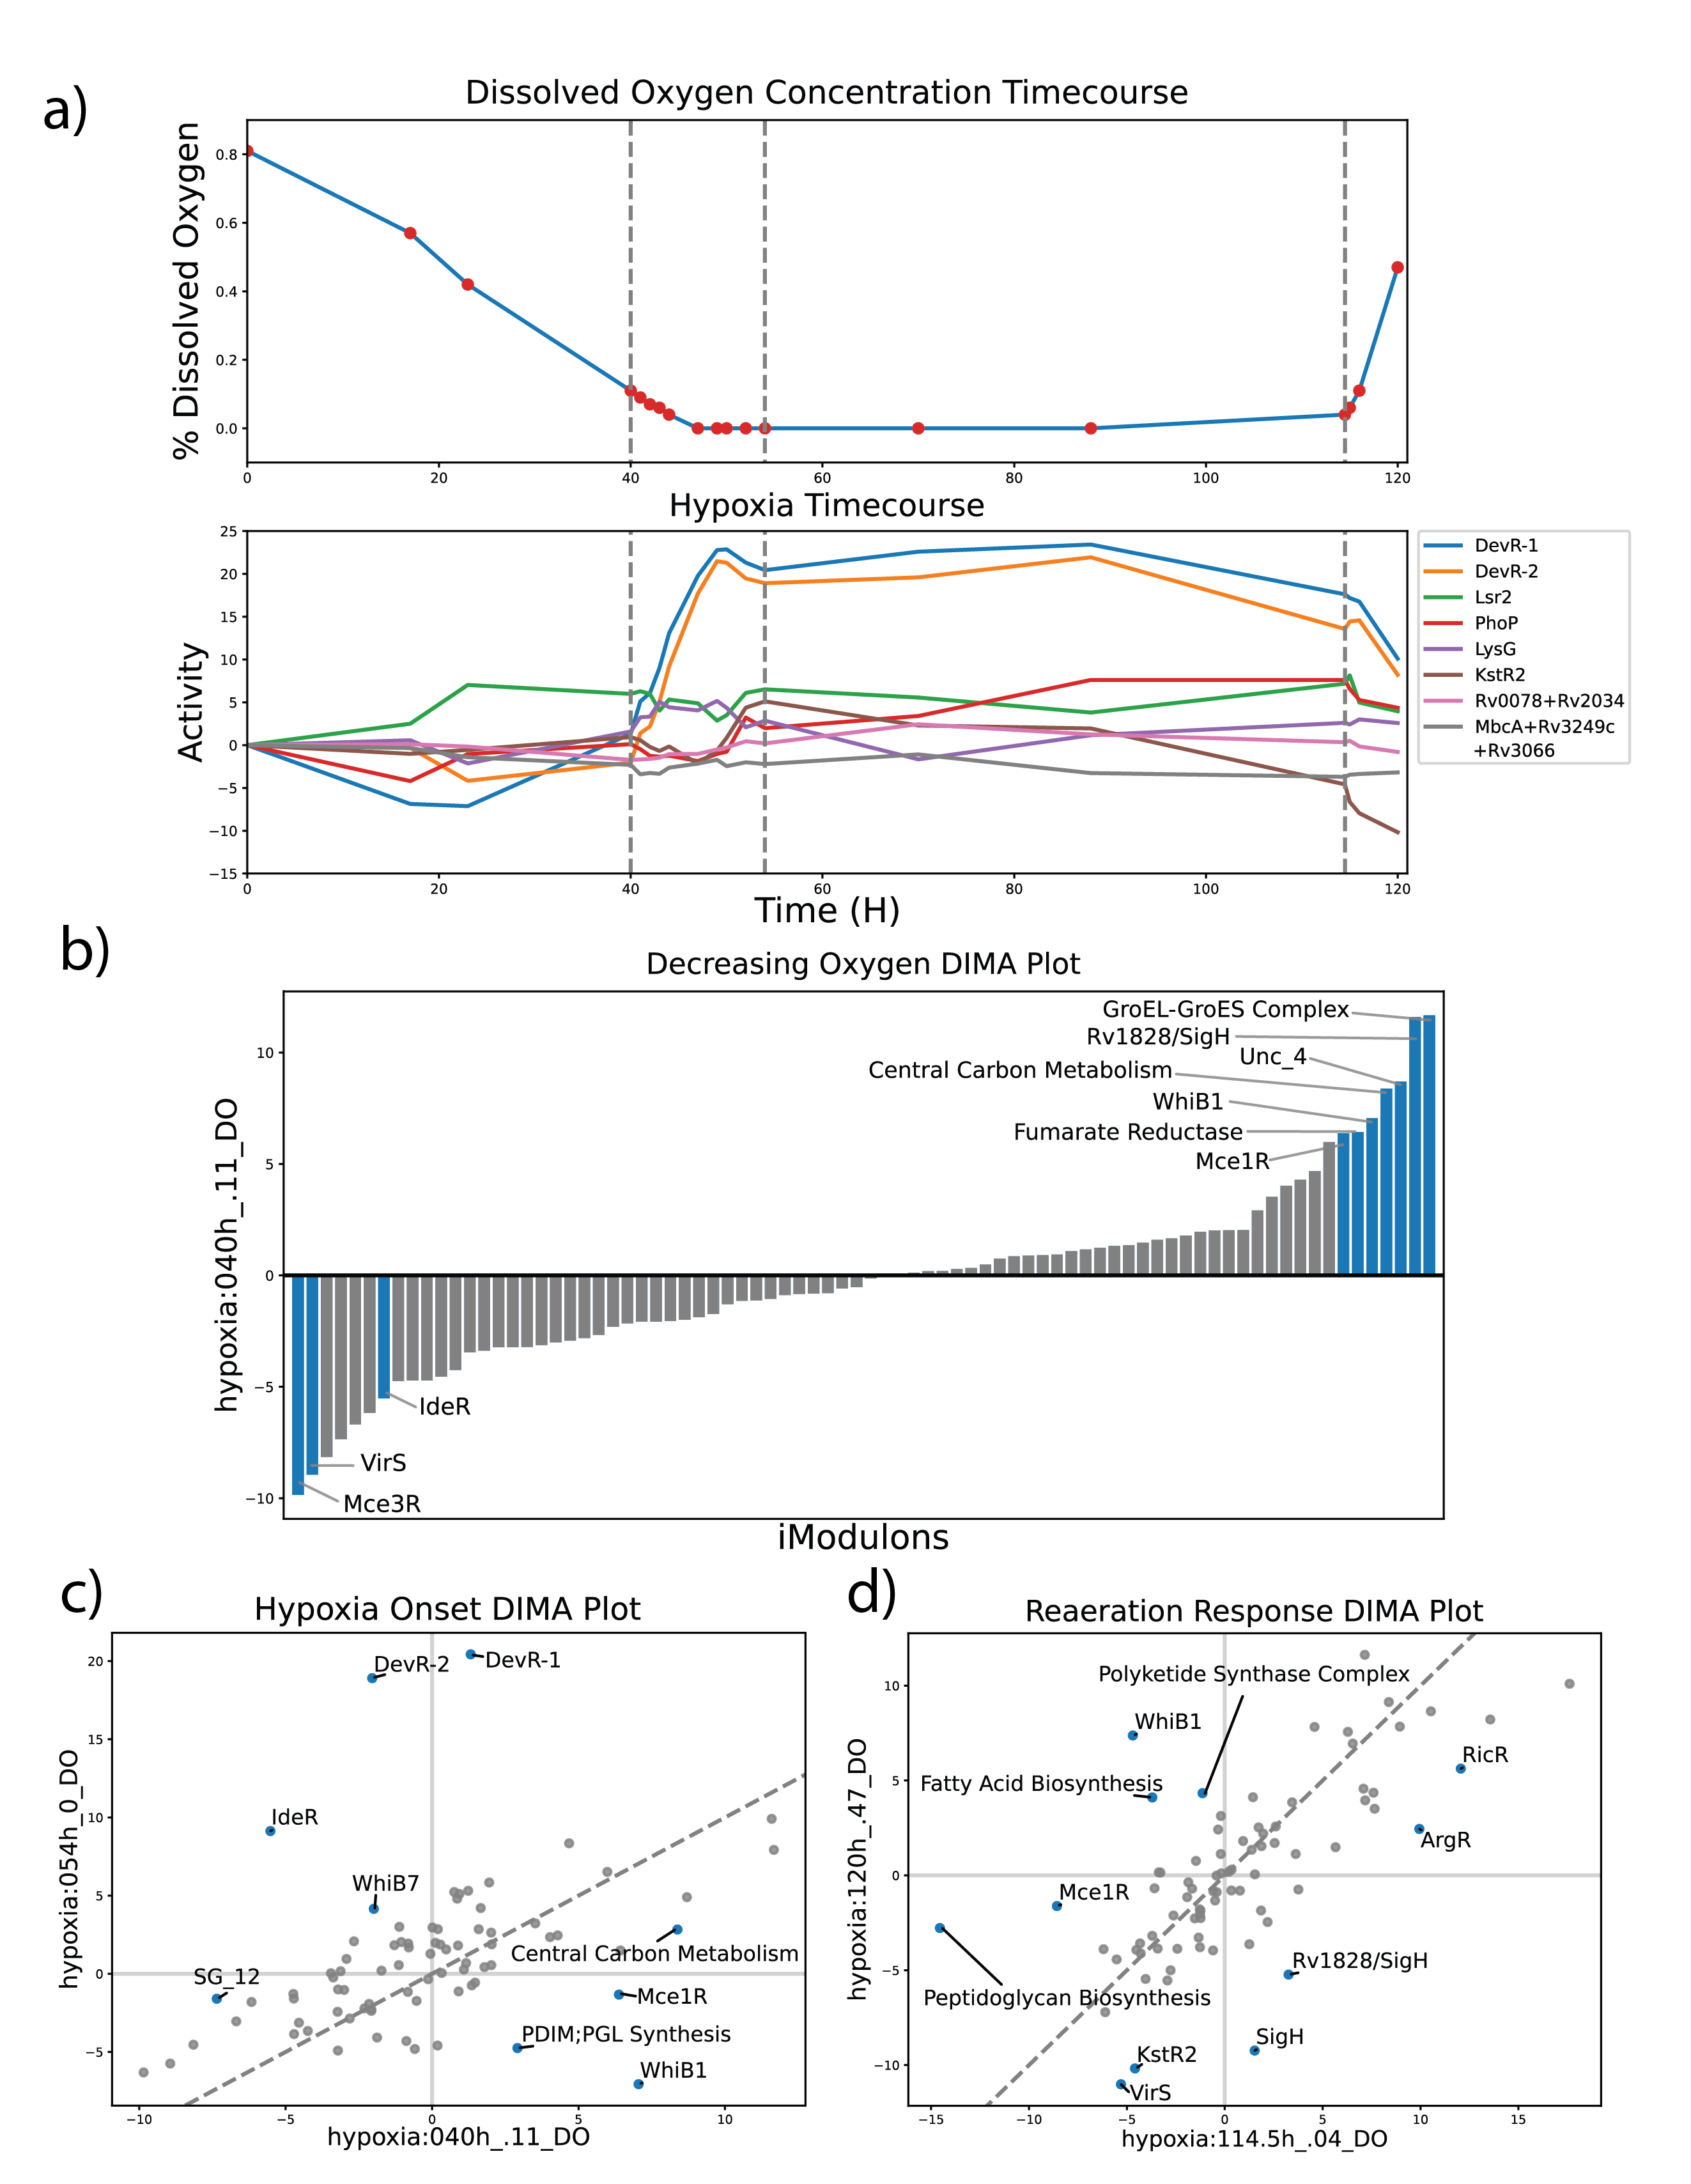 a)
Dissolved Oxygen Concentration Timecourse
% Dissolved Oxygen
0.8
0.6
0.4
0.2
0.0
0 20 40 60 80 100 120
Hypoxia Timecourse
Activity
25
20
15
10
5
0
−5
−10
−15
0 20 40 60 80 100 120
Time (H)
DevR-1
DevR-2
Lsr2
PhoP
LysG
KstR2
Rv0078+Rv2034
MbcA+Rv3249c
+Rv3066
b)
Decreasing Oxygen DIMA Plot
hypoxia:040h_.11_DO
10
5
0
−5
−10
GroEL-GroES Complex
Rv1828/SigH
Unc_4
Central Carbon Metabolism
WhiB1
Fumarate Reductase
Mce1R
IdeR
VirS
Mce3R
iModulons
c)
Hypoxia Onset DIMA Plot
hypoxia:054h_0_DO
20
15
10
5
0
−5
DevR-2
DevR-1
IdeR
WhiB7
Central Carbon Metabolism
SG_12
Mce1R
PDIM;PGL Synthesis
WhiB1
−10 −5 0 5 10
hypoxia:040h_.11_DO
d)
Reaeration Response DIMA Plot
hypoxia:120h_.47_DO
10
5
0
−5
−10
Polyketide Synthase Complex
WhiB1
RicR
Fatty Acid Biosynthesis
ArgR
Mce1R
Rv1828/SigH
Peptidoglycan Biosynthesis
SigH
KstR2
VirS
−15 −10 −5 0 5 10 15
hypoxia:114.5h_.04_DO